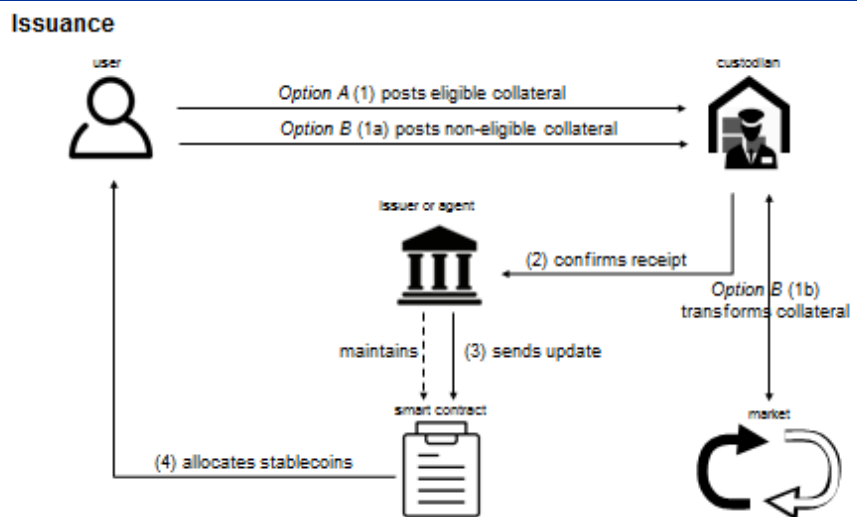 Issuance
user
custodian
Option A (1) posts eligible collateral
Option B (1a) posts non-eligible collateral
Issuer or agent
(2) confirms receipt
Option B (1b)
transforms collateral
maintains
(3) sends update
smart contract
market
(4) allocates stablecoins